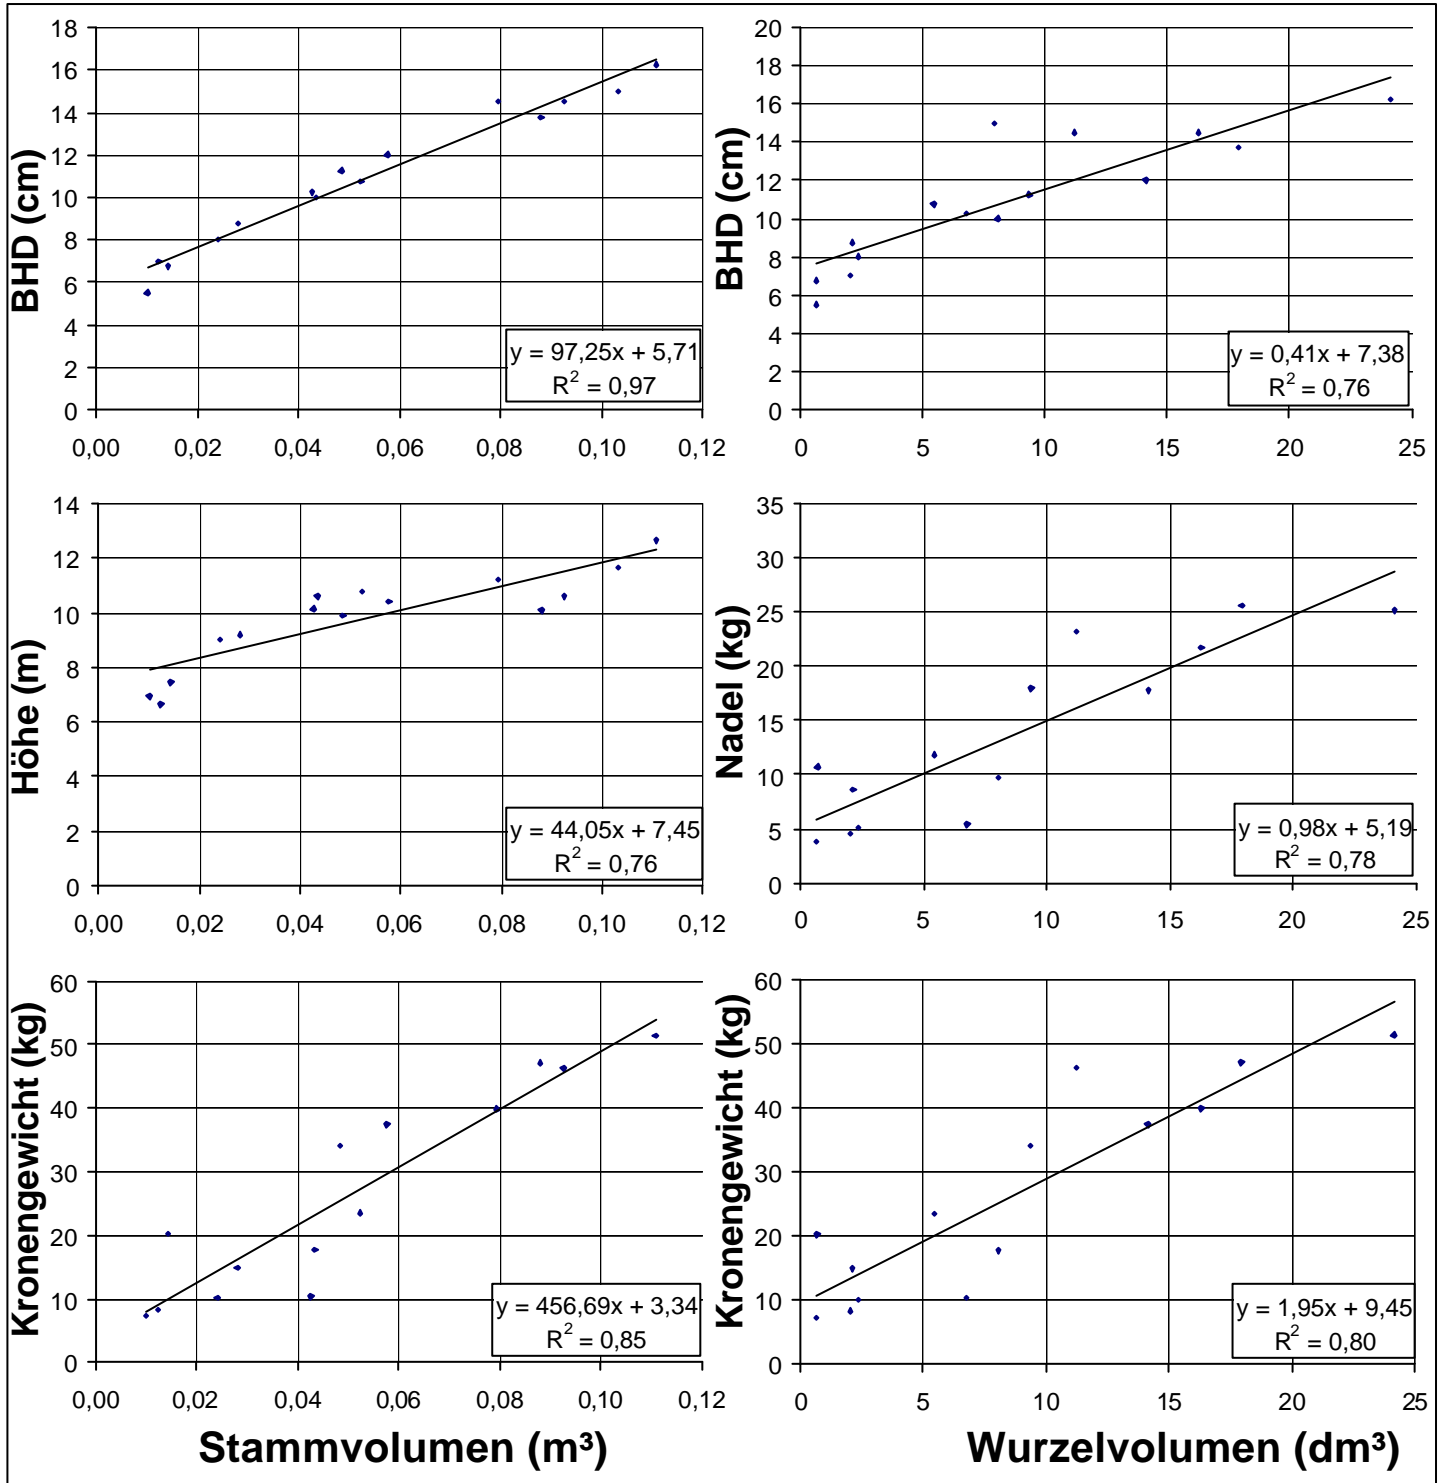 18
16
14
12
10
8
6
4
2
0
BHD (cm)
y = 97,25x + 5,71
R² = 0,97
0,00 0,02 0,04 0,06 0,08 0,10 0,12
20
18
16
14
12
10
8
6
4
2
0
BHD (cm)
y = 0,41x + 7,38
R² = 0,76
0 5 10 15 20 25
14
12
10
8
6
4
2
0
Höhe (m)
y = 44,05x + 7,45
R² = 0,76
0,00 0,02 0,04 0,06 0,08 0,10 0,12
35
30
25
20
15
10
5
0
Nadel (kg)
y = 0,98x + 5,19
R² = 0,78
0 5 10 15 20 25
60
50
40
30
20
10
0
Kronengewicht (kg)
y = 456,69x + 3,34
R² = 0,85
0,00 0,02 0,04 0,06 0,08 0,10 0,12
Stammvolumen (m³)
60
50
40
30
20
10
0
Kronengewicht (kg)
y = 1,95x + 9,45
R² = 0,80
0 5 10 15 20 25
Wurzelvolumen (dm³)